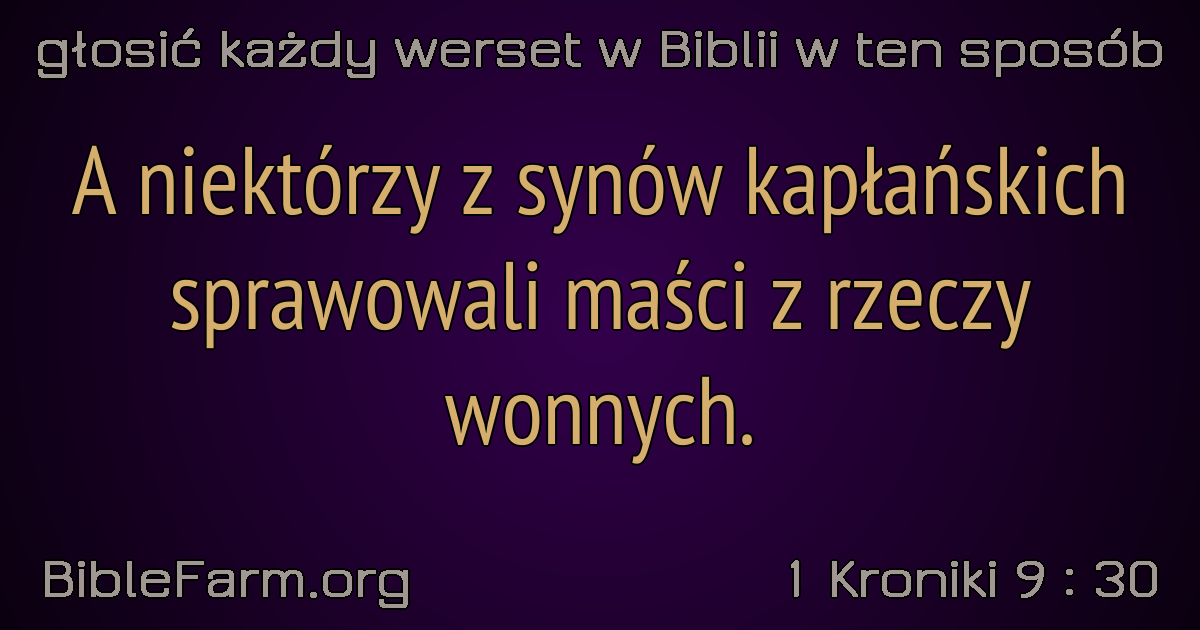 głosić każdy werset w Biblii w ten sposób
A niektórzy z synów kapłańskich
sprawowali maści z rzeczy
wonnych.
BibleFarm.org
1 Kroniki 9 : 30